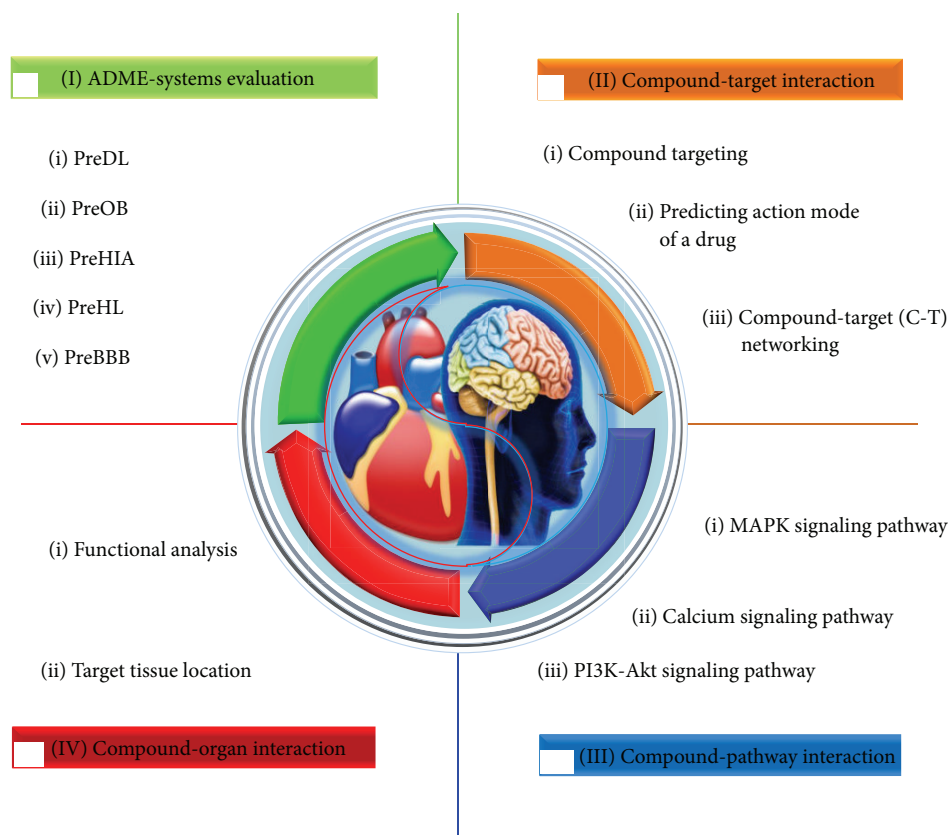 (I) ADME-systems evaluation
(i) PreDL
(ii) PreOB
(iii) PreHIA
(iv) PreHL
(v) PreBBB
(II) Compound-target interaction
(i) Compound targeting
(ii) Predicting action mode
of a drug
(iii) Compound-target (C-T)
networking
(i) MAPK signaling pathway
(ii) Calcium signaling pathway
(iii) PI3K-Akt signaling pathway
(III) Compound-pathway interaction
(i) Functional analysis
(ii) Target tissue location
(IV) Compound-organ interaction